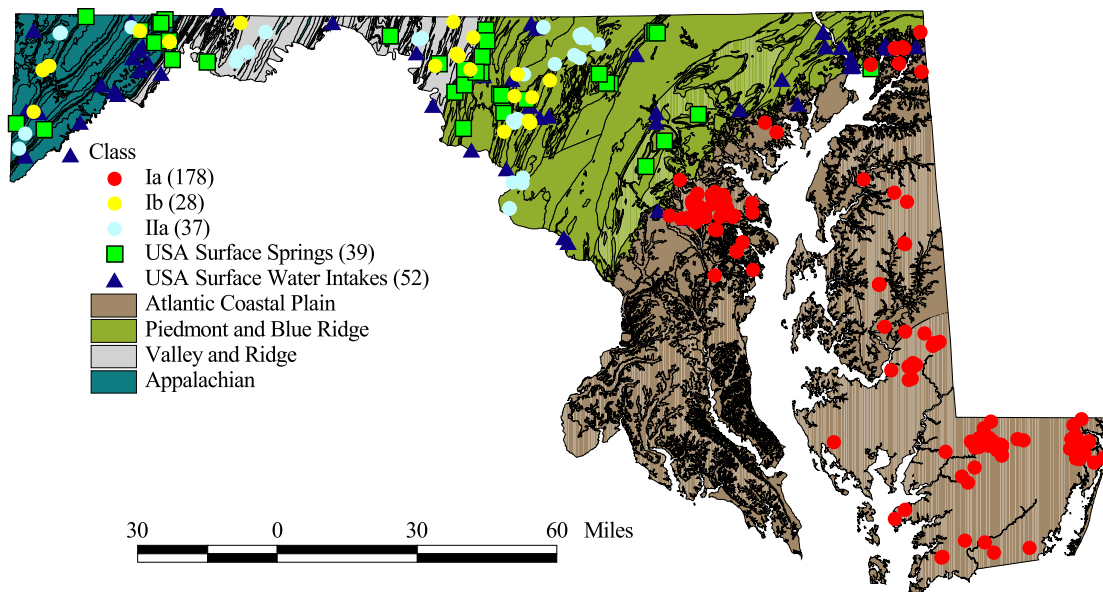 Class
Ia (178)
Ib (28)
IIa (37)
USA Surface Springs (39)
USA Surface Water Intakes (52)
Atlantic Coastal Plain
Piedmont and Blue Ridge
Valley and Ridge
Appalachian
30 0 30 60 Miles